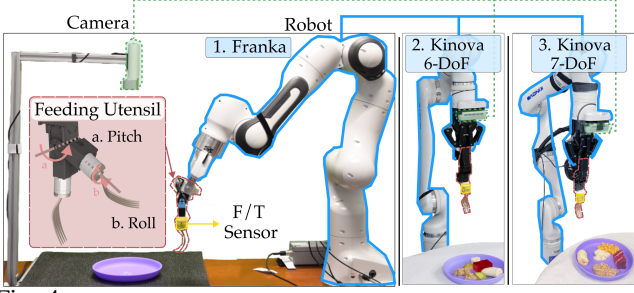 Camera
Robot
1. Franka
2. Kinova
6-DoF
3. Kinova
7-DoF
Feeding Utensil
a. Pitch
a
b
b. Roll
F/T
Sensor